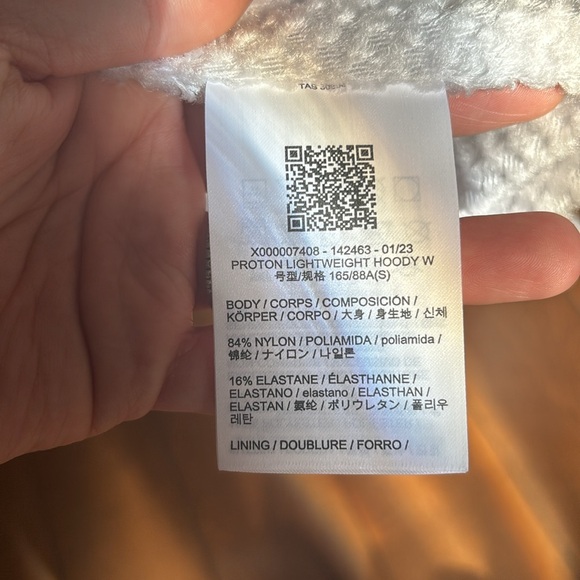 X000007408 - 142463 - 01/23
PROTON LIGHTWEIGHT HOODY W
号型/规格 165/88A(S)
BODY / CORPS / COMPOSICIÓN /
KÖRPER / CORPO / 大身 / 身生地 / 신체
84% NYLON / POLIAMIDA / poliamida /
锦纶 / ナイロン / 나일론
16% ELASTANE / ÉLASTHANNE /
ELASTANO / elastano / ELASTHAN /
ELASTAN / 氨纶 / ポリウレタン / 폴리우
레탄
LINING / DOUBLURE / FORRO /